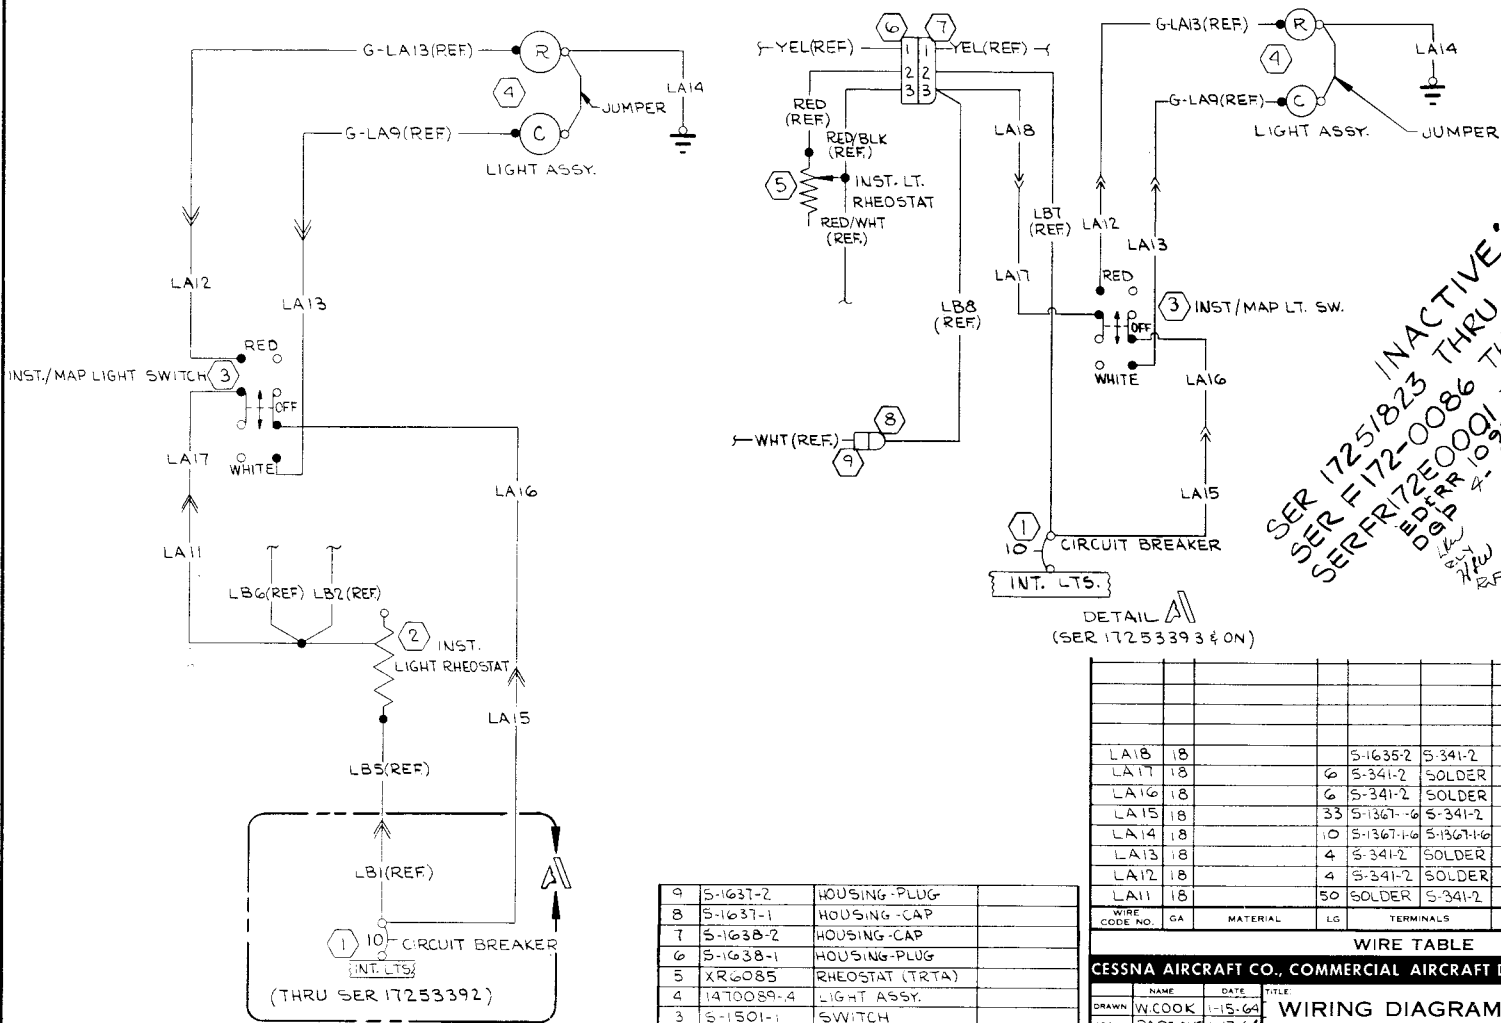 G-LA13(REF.)
R
LA14
4
JUMPER
G-LA9(REF.)
C
LIGHT ASSY.
LA12
LA13
RED
INST./MAP LIGHT SWITCH
3
OFF
WHITE
LA17
LA16
LA11
LB6(REF)
LB2(REF)
2
INST.
LIGHT RHEOSTAT
LA15
LB5(REF.)
LB1(REF.)
A
1
10
CIRCUIT BREAKER
INT. LTS.
(THRU SER 17253392)
6
7
YEL(REF)
YEL(REF)
1 1
2 2
3 3
RED
(REF.)
RED/BLK
(REF.)
5
INST. LT.
RHEOSTAT
RED/WHT
(REF.)
LA18
LB7
(REF)
LA17
LB8
(REF.)
WHT(REF.)
8
9
G-LA13(REF.)
R
LA14
4
G-LA9(REF.)
C
LIGHT ASSY.
JUMPER
LA12
LA13
RED
3
INST/MAP LT. SW.
OFF
WHITE
LA16
LA15
1
10
CIRCUIT BREAKER
INT. LTS.
DETAIL A
(SER 17253393 & ON)
INACTIVE
SER 17251823 THRU
SER F172-0086
SERFR172E0001
ED&RR
DGP
9 S-1637-2 HOUSING-PLUG
8 S-1637-1 HOUSING-CAP
7 S-1638-2 HOUSING-CAP
6 S-1638-1 HOUSING-PLUG
5 XR6085 RHEOSTAT (TRTA)
4 1470089-4 LIGHT ASSY.
3 S-1501-1 SWITCH
LA18 18 S-1635-2 S-341-2
LA17 18 6 S-341-2 SOLDER
LA16 18 6 S-341-2 SOLDER
LA15 18 33 S-1367--6 S-341-2
LA14 18 10 S-1367-1-6 S-1367-1-6
LA13 18 4 S-341-2 SOLDER
LA12 18 4 S-341-2 SOLDER
LA11 18 50 SOLDER S-341-2
WIRE CODE NO. GA MATERIAL LG TERMINALS
WIRE TABLE
CESSNA AIRCRAFT CO., COMMERCIAL AIRCRAFT
NAME DATE TITLE:
DRAWN W.COOK 1-15-64 WIRING DIAGRAM